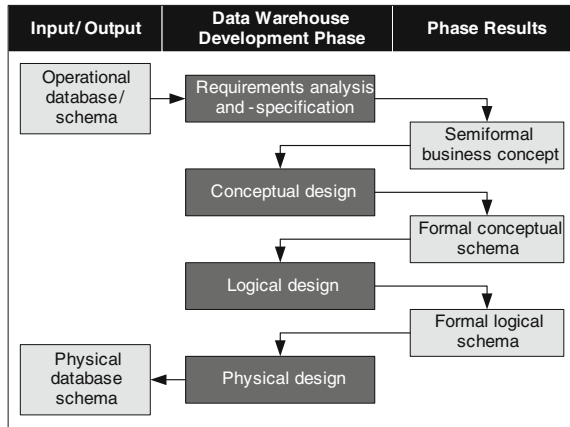 Input/Output
Data Warehouse
Development Phase
Phase Results
Operational
database/
schema
Requirements analysis
and -specification
Semiformal
business concept
Conceptual design
Formal conceptual
schema
Logical design
Formal logical
schema
Physical
database
schema
Physical design